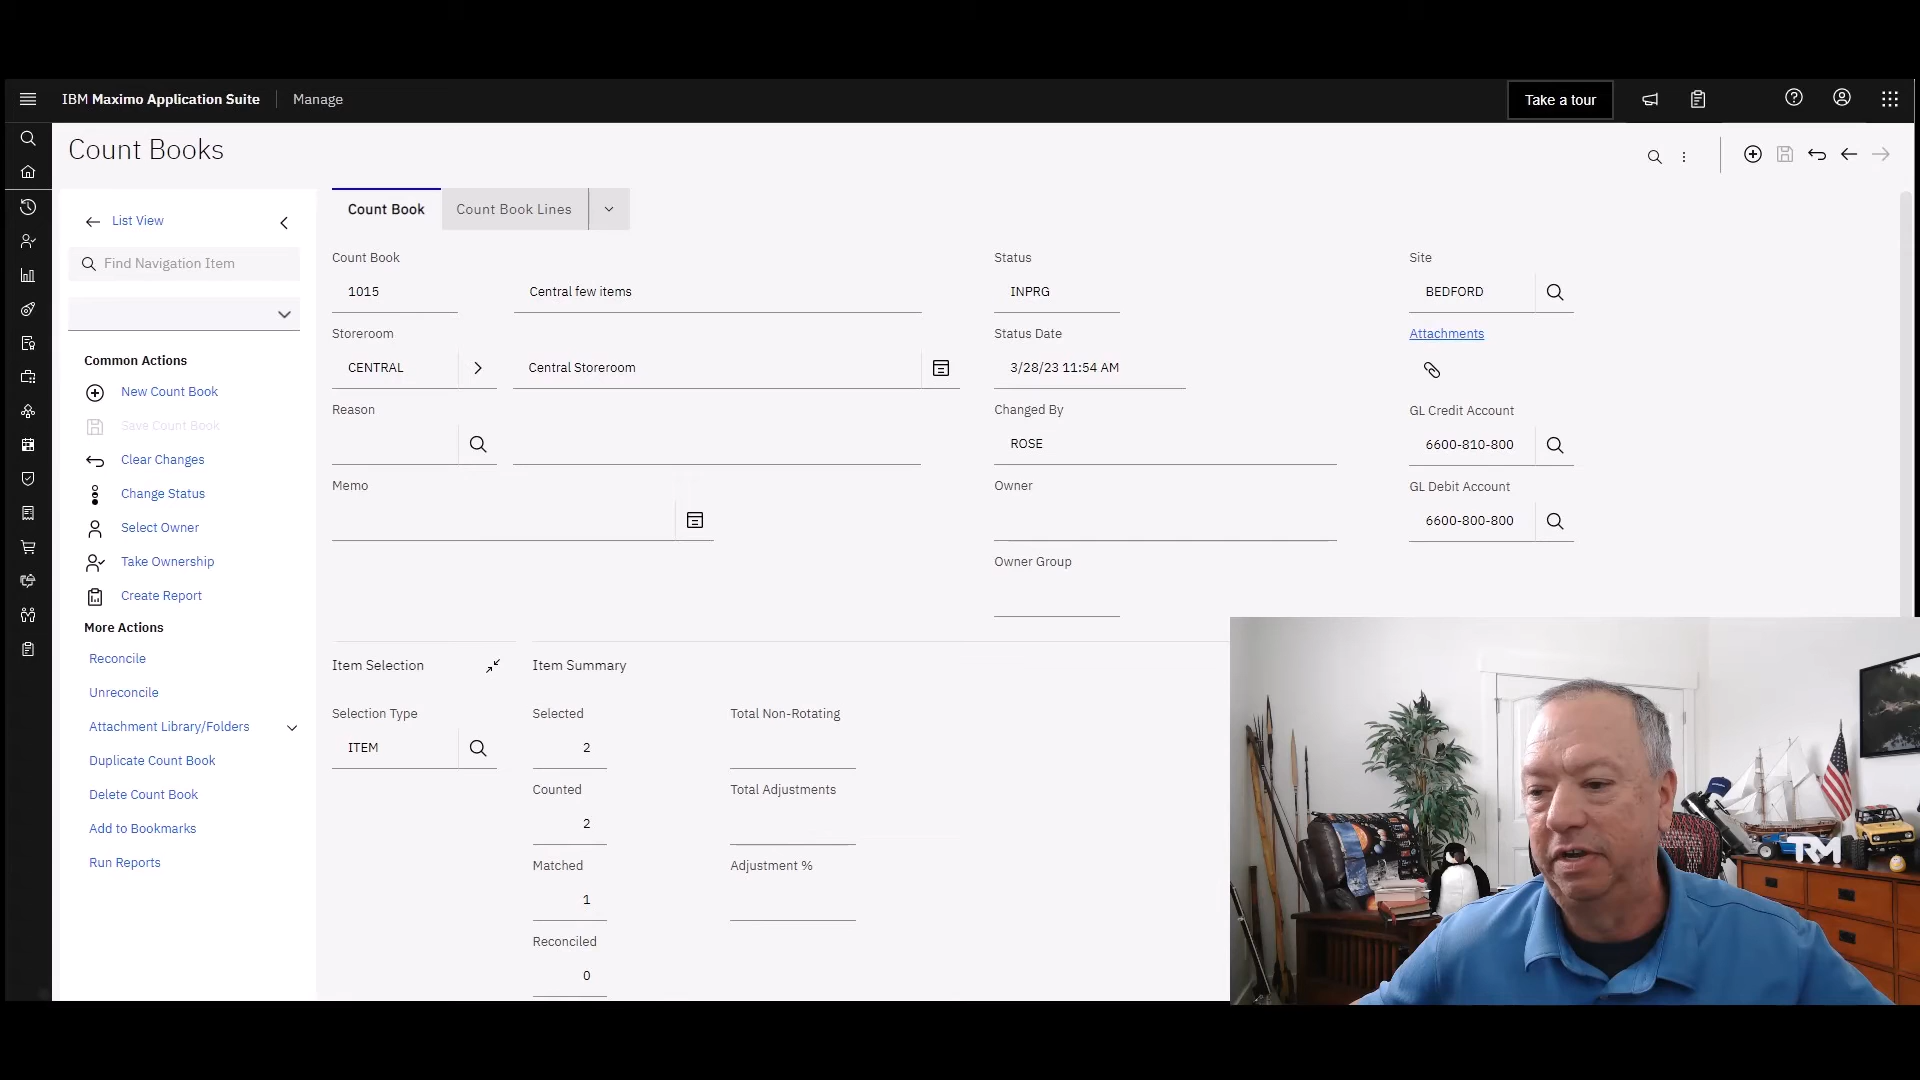 IBM Maximo Application Suite
Manage
Take a tour
Count Books
List View
Find Navigation Item
Common Actions
New Count Book
Save Count Book
Clear Changes
Change Status
Select Owner
Take Ownership
Create Report
More Actions
Reconcile
Unreconcile
Attachment Library/Folders
Duplicate Count Book
Delete Count Book
Add to Bookmarks
Run Reports
Count Book
Count Book Lines
Count Book
1015
Central few items
Storeroom
CENTRAL
Central Storeroom
Reason
Memo
Status
INPRG
Status Date
3/28/23 11:54 AM
Changed By
ROSE
Owner
Owner Group
Site
BEDFORD
Attachments
GL Credit Account
6600-810-800
GL Debit Account
6600-800-800
Item Selection
Selection Type
ITEM
Item Summary
Selected
2
Counted
2
Matched
1
Reconciled
0
Total Non-Rotating
Total Adjustments
Adjustment %
TRM